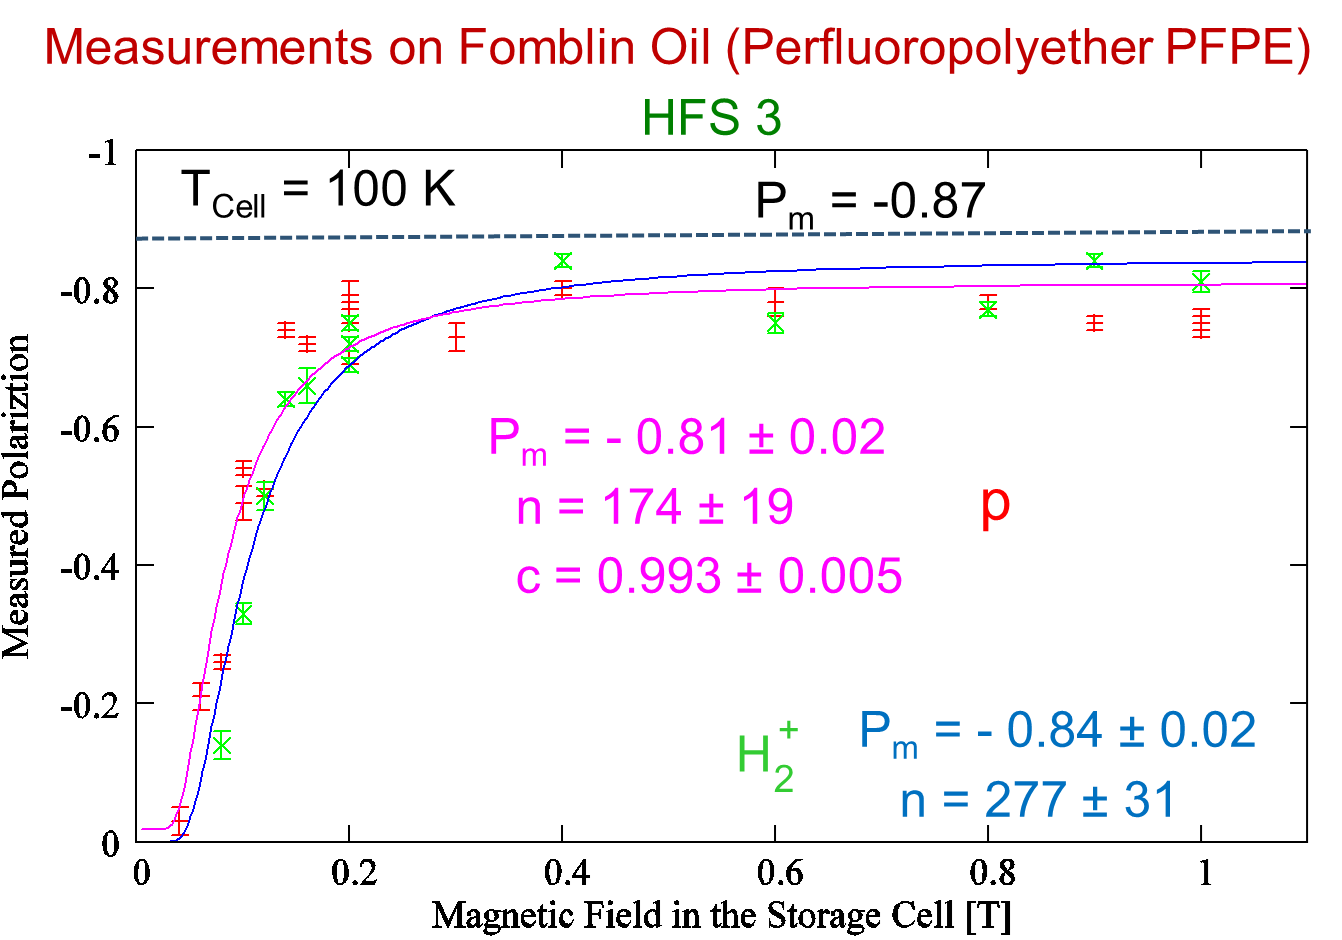 Measurements on Fomblin Oil (Perfluoropolyether PFPE)
HFS 3
-1
T_Cell = 100 K
P_m = -0.87
-0.8
-0.6
-0.4
-0.2
0
Measured Polariztion
P_m = - 0.81 ± 0.02
n = 174 ± 19
c = 0.993 ± 0.005
p
H_2^+
P_m = - 0.84 ± 0.02
n = 277 ± 31
0 0.2 0.4 0.6 0.8 1
Magnetic Field in the Storage Cell [T]